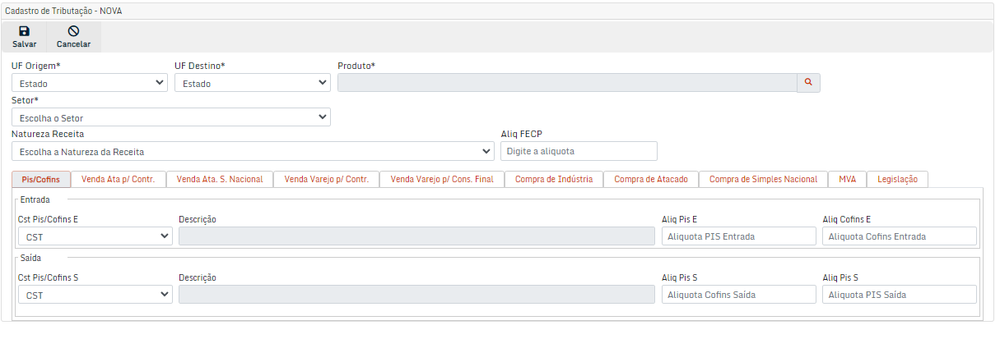 Cadastro de Tributação - NOVA
Salvar Cancelar
UF Origem* UF Destino* Produto*
Estado Estado
Setor*
Escolha o Setor
Natureza Receita Aliq FECP
Escolha a Natureza da Receita Digite a aliquota
Pis/Cofins Venda Ata p/ Contr. Venda Ata. S. Nacional Venda Varejo p/ Contr. Venda Varejo p/ Cons. Final Compra de Indústria Compra de Atacado Compra de Simples Nacional MVA Legislação
Entrada
Cst Pis/Cofins E Descrição Aliq Pis E Aliq Cofins E
CST Aliquota PIS Entrada Aliquota Cofins Entrada
Saída
Cst Pis/Cofins S Descrição Aliq Pis S Aliq Pis S
CST Aliquota Cofins Saída Aliquota PIS Saída